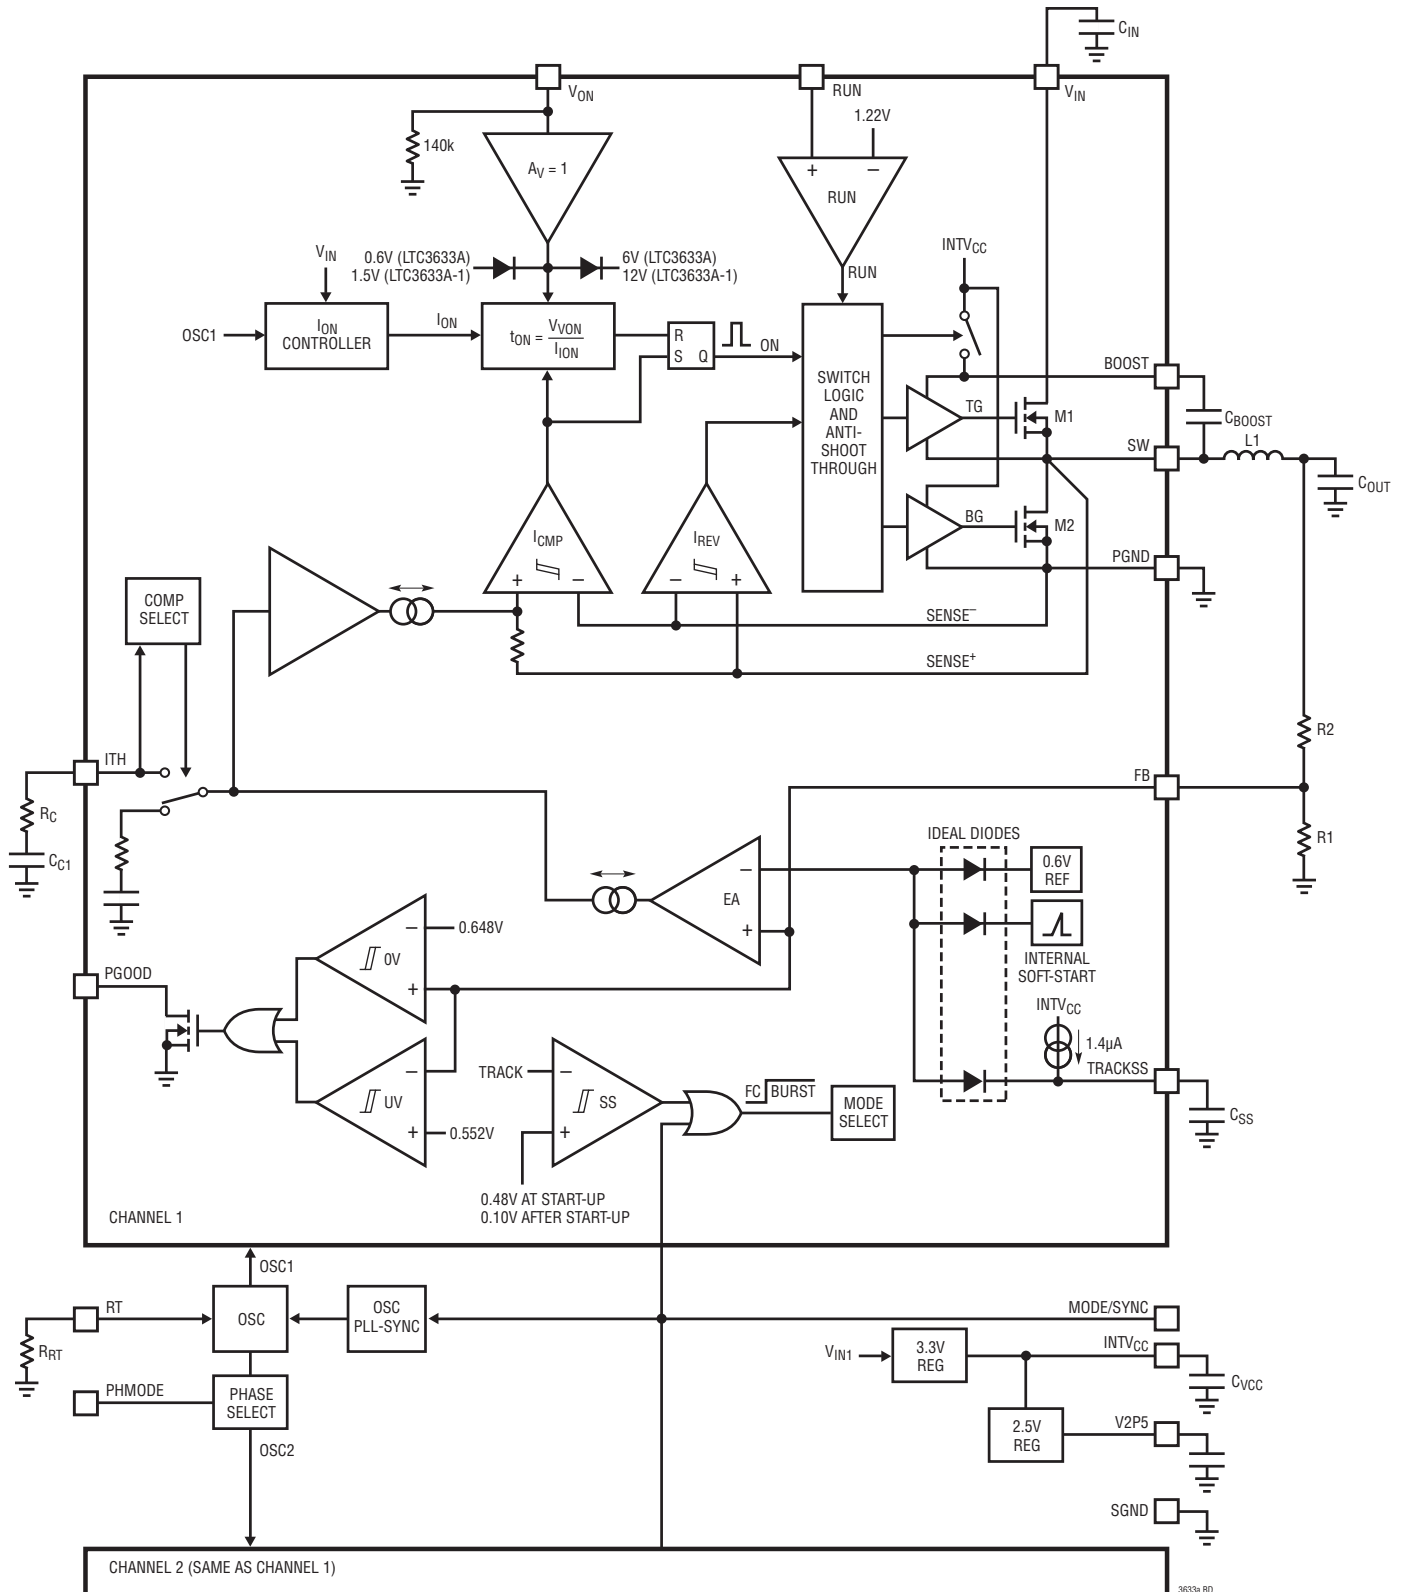 CIN
VON
RUN
VIN
140k
1.22V
AV = 1
+ −
RUN
VIN
0.6V (LTC3633A)
1.5V (LTC3633A-1)
6V (LTC3633A)
12V (LTC3633A-1)
RUN
INTVCC
OSC1
ION
CONTROLLER
ION
tON = VVON
IION
R
S Q
ON
SWITCH
LOGIC
AND
ANTI-
SHOOT
THROUGH
BOOST
TG
M1
CBOOST
SW
L1
COUT
BG
M2
PGND
ICMP
+ −
IREV
− +
COMP
SELECT
SENSE−
SENSE+
ITH
RC
CC1
R2
FB
R1
IDEAL DIODES
0.6V
REF
−
EA
+
INTERNAL
SOFT-START
−
0.648V
OV
+
PGOOD
INTVCC
1.4µA
TRACKSS
CSS
−
UV
+
0.552V
TRACK
−
SS
+
FC BURST
MODE
SELECT
0.48V AT START-UP
0.10V AFTER START-UP
CHANNEL 1
OSC1
RT
OSC
OSC
PLL-SYNC
MODE/SYNC
RRT
VIN1
3.3V
REG
INTVCC
CVCC
PHMODE
PHASE
SELECT
2.5V
REG
V2P5
OSC2
SGND
CHANNEL 2 (SAME AS CHANNEL 1)
3633a BD